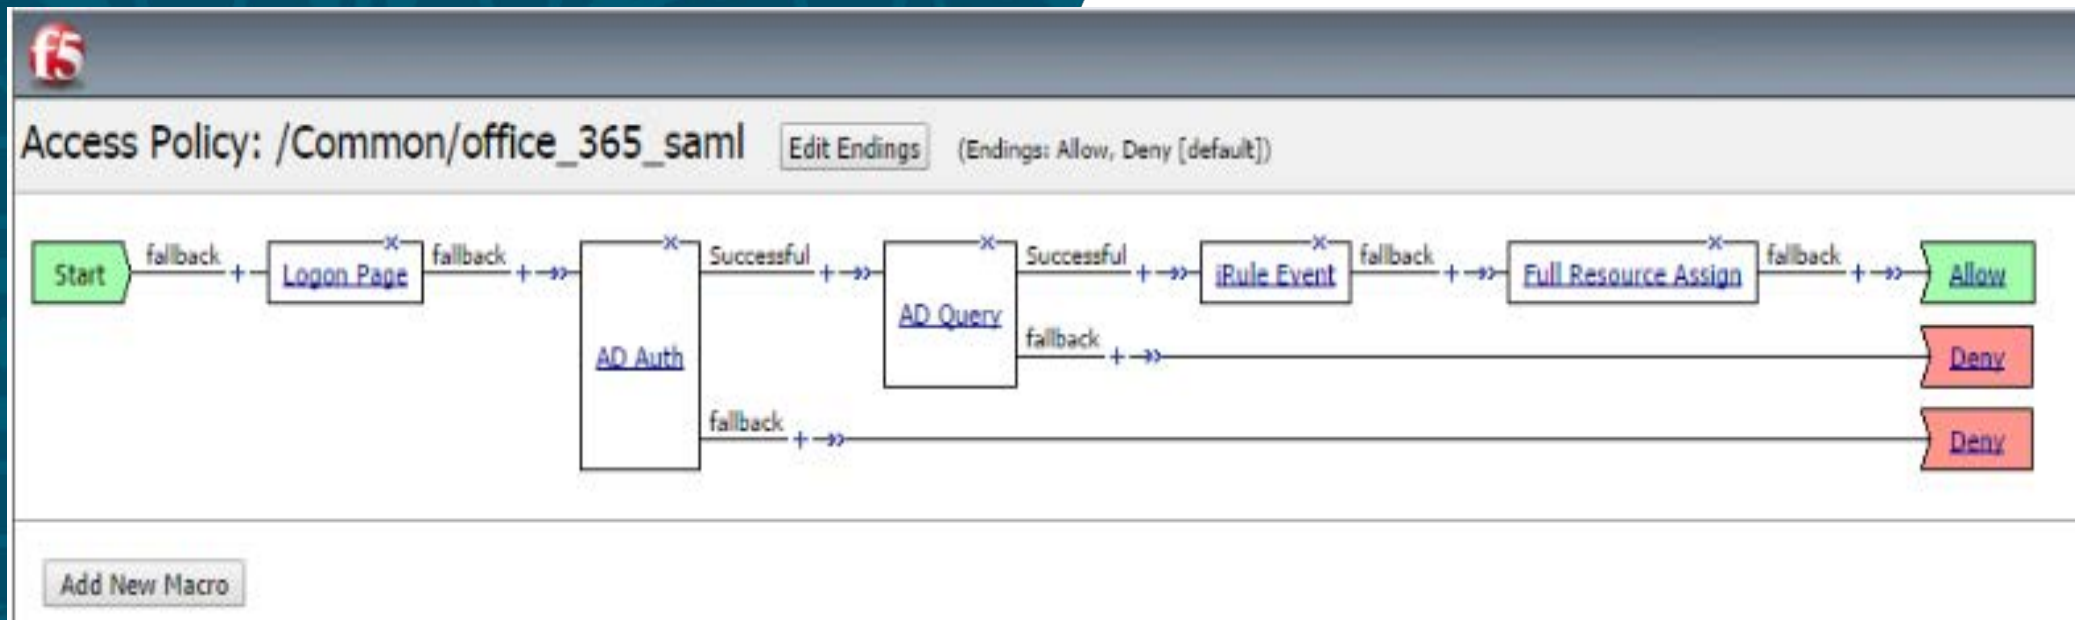 f5
Access Policy: /Common/office_365_saml Edit Endings (Endings: Allow, Deny [default])
Start fallback + Logon Page fallback + AD Auth Successful + AD Query Successful + iRule Event fallback + Full Resource Assign fallback + Allow
fallback + Deny
fallback + Deny
Add New Macro